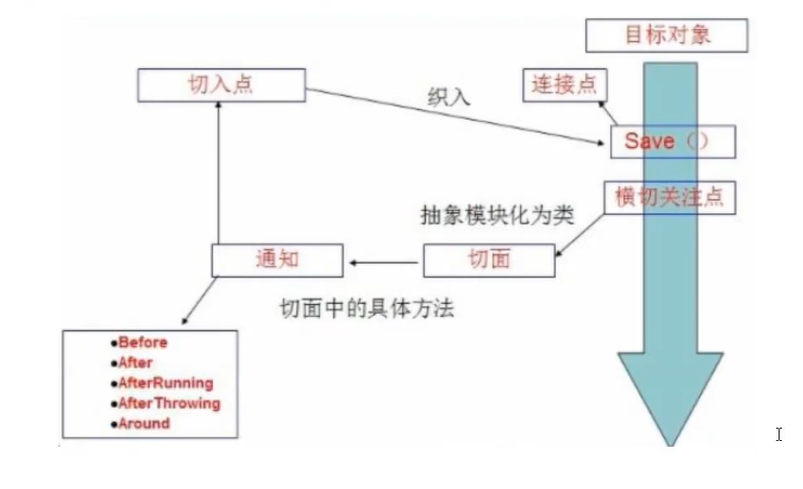 目标对象
切入点
连接点
织入
Save（）
横切关注点
抽象模块化为类
通知
切面
切面中的具体方法
●Before
●After
●AfterRunning
●AfterThrowing
●Around